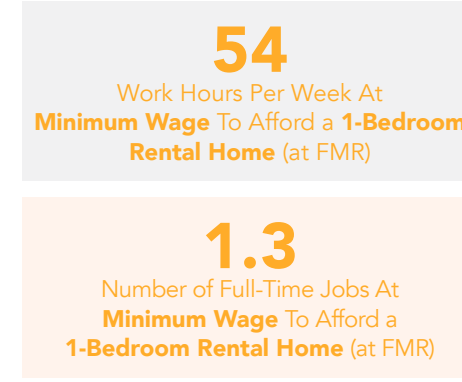 54
Work Hours Per Week At
Minimum Wage To Afford a 1-Bedroom
Rental Home (at FMR)
1.3
Number of Full-Time Jobs At
Minimum Wage To Afford a
1-Bedroom Rental Home (at FMR)